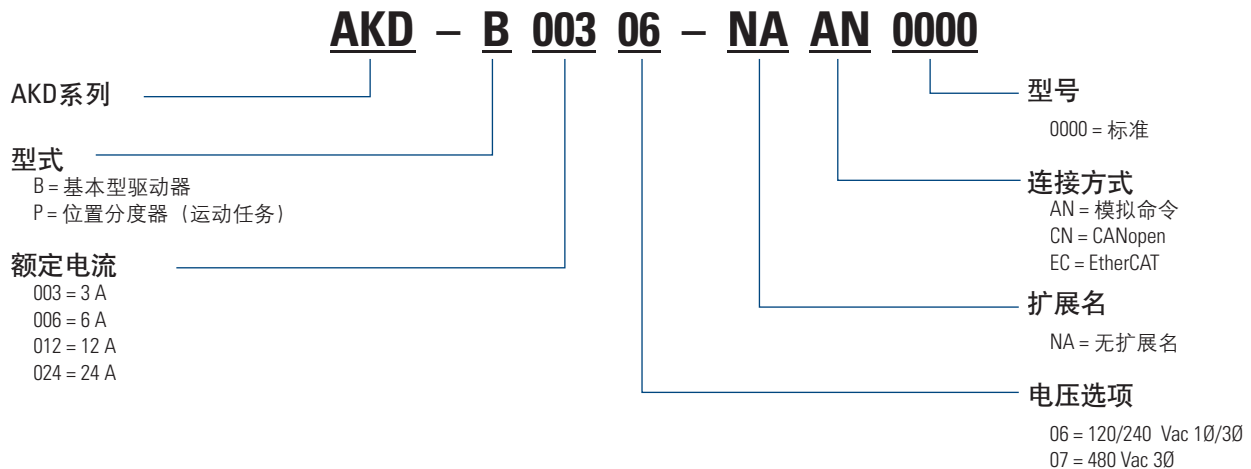 AKD – B 003 06 – NA AN 0000
AKD系列
型式
B = 基本型驱动器
P = 位置分度器（运动任务）
额定电流
003 = 3 A
006 = 6 A
012 = 12 A
024 = 24 A
型号
0000 = 标准
连接方式
AN = 模拟命令
CN = CANopen
EC = EtherCAT
扩展名
NA = 无扩展名
电压选项
06 = 120/240 Vac 1Ø/3Ø
07 = 480 Vac 3Ø